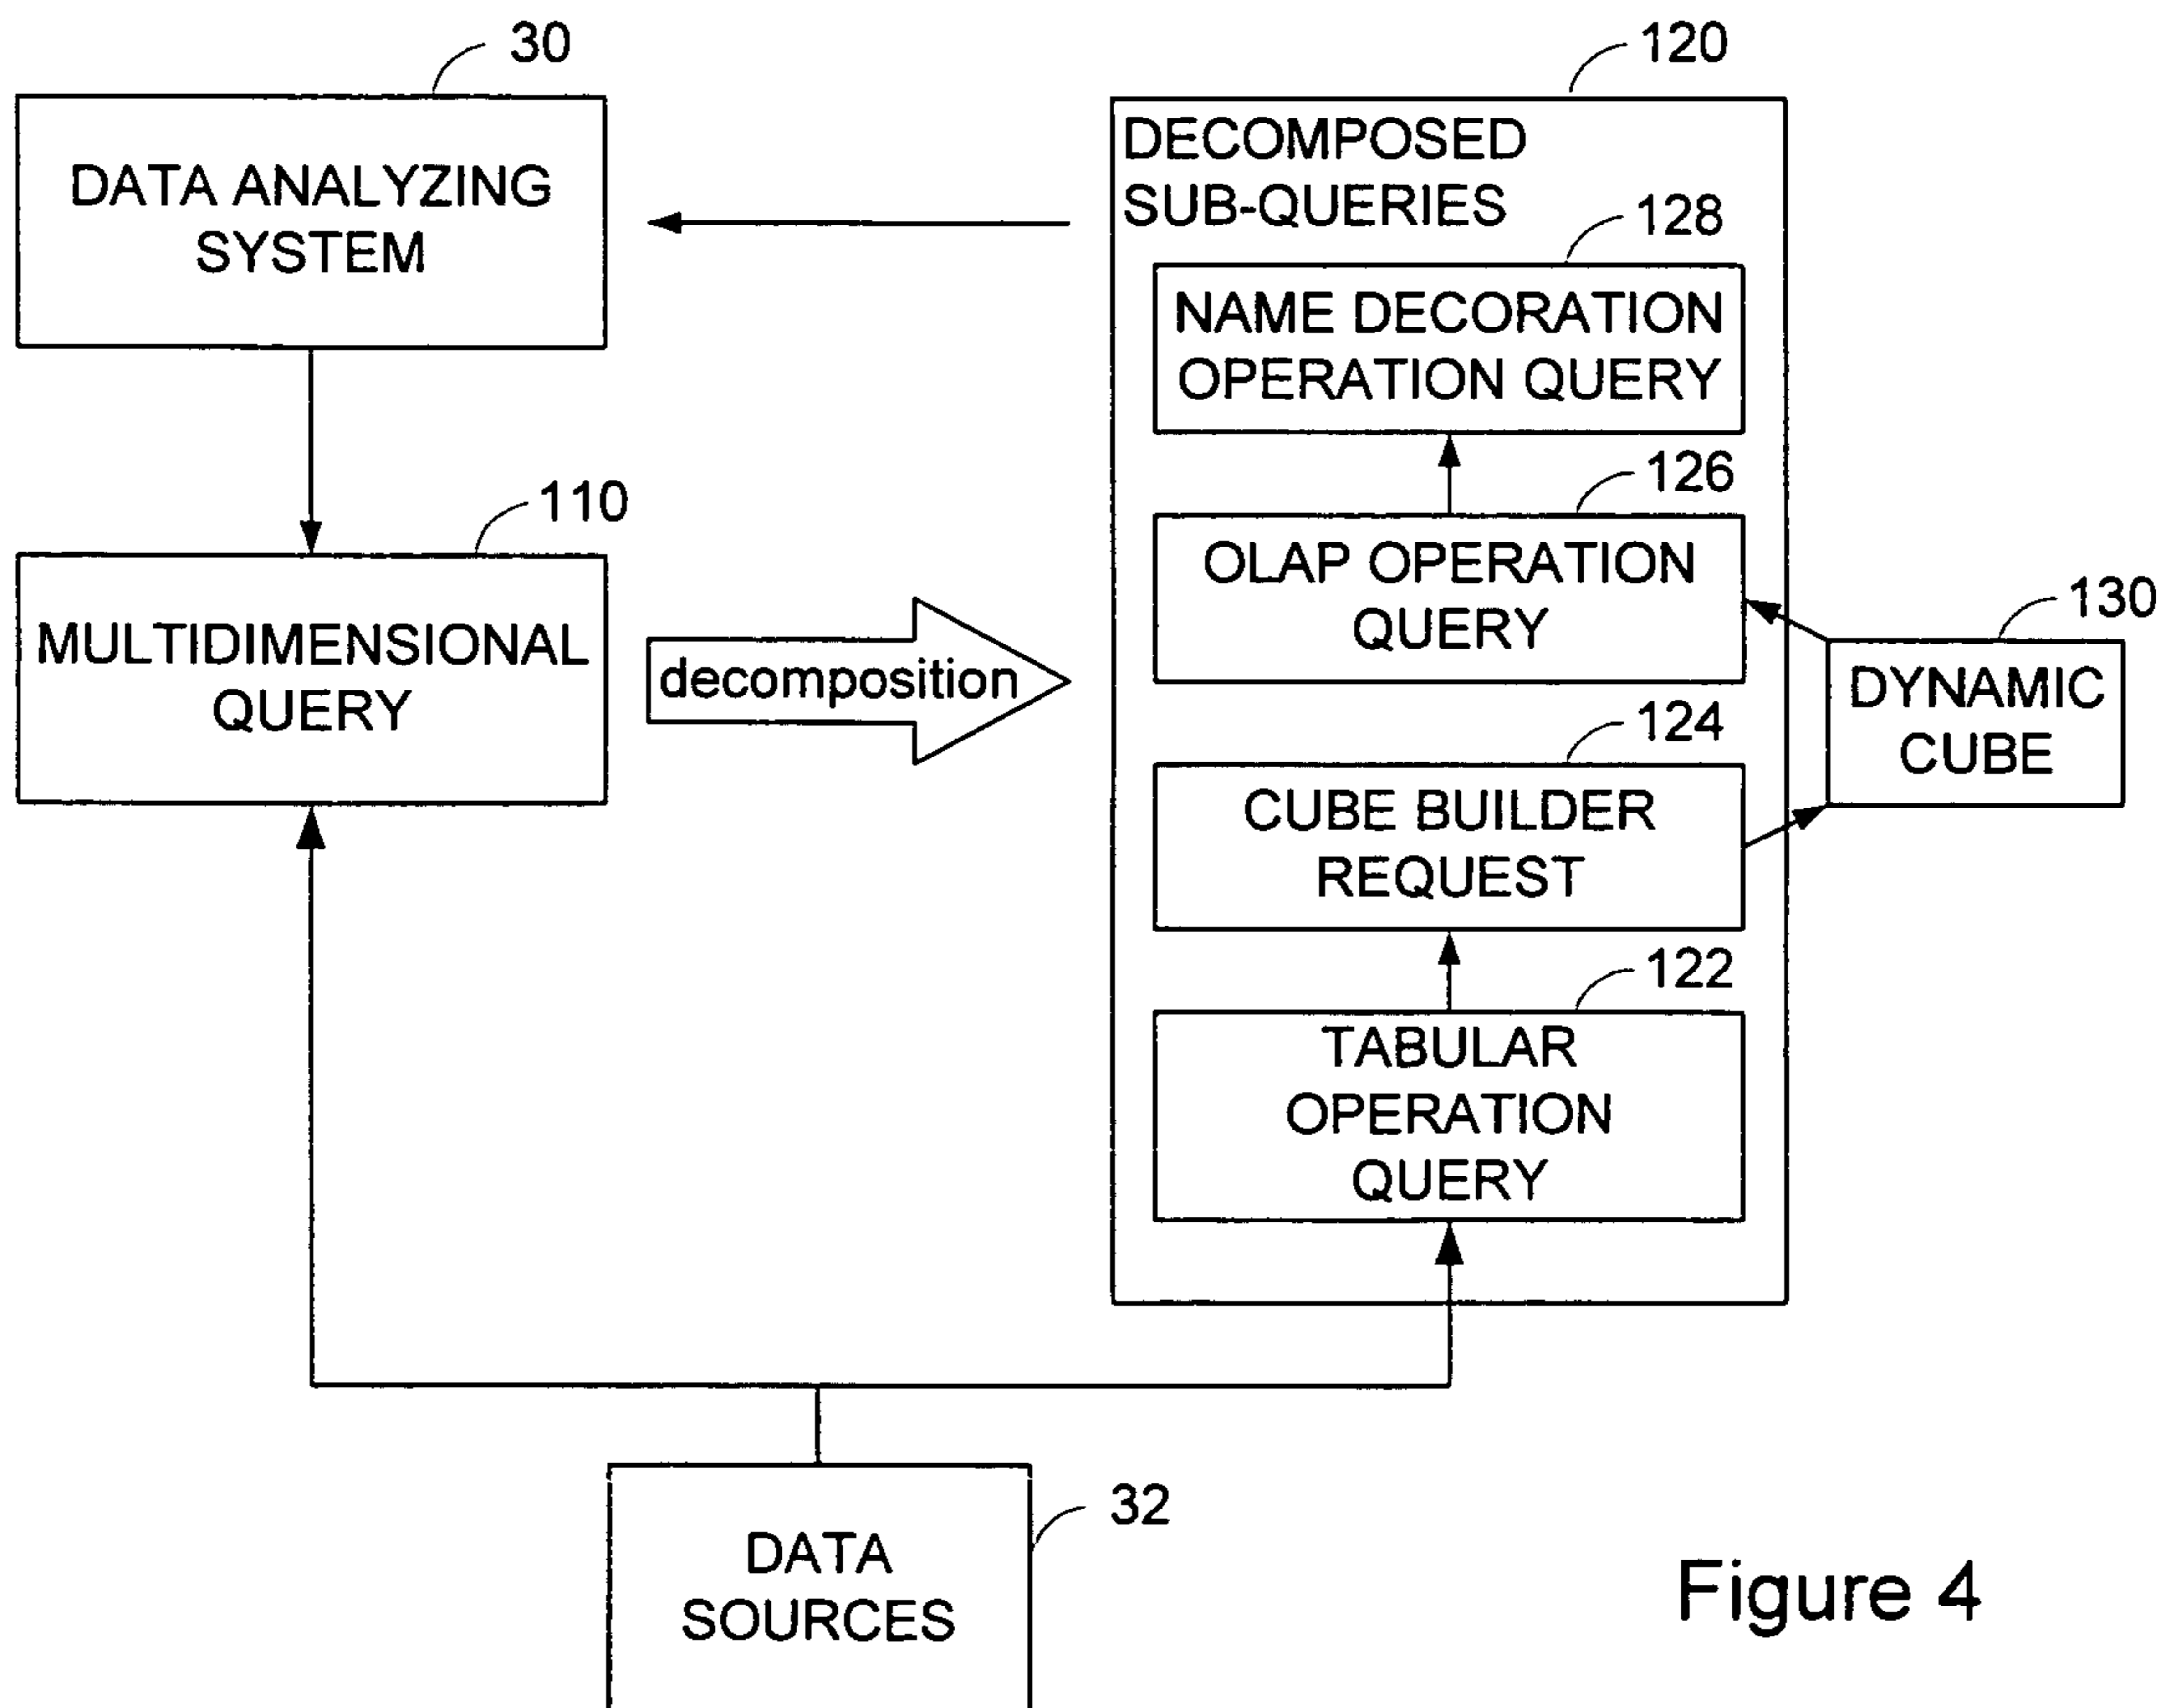 30
DATA ANALYZING
SYSTEM
110
MULTIDIMENSIONAL
QUERY
decomposition
120
DECOMPOSED
SUB-QUERIES
128
NAME DECORATION
OPERATION QUERY
126
OLAP OPERATION
QUERY
130
DYNAMIC
CUBE
124
CUBE BUILDER
REQUEST
122
TABULAR
OPERATION
QUERY
32
DATA
SOURCES
Figure 4